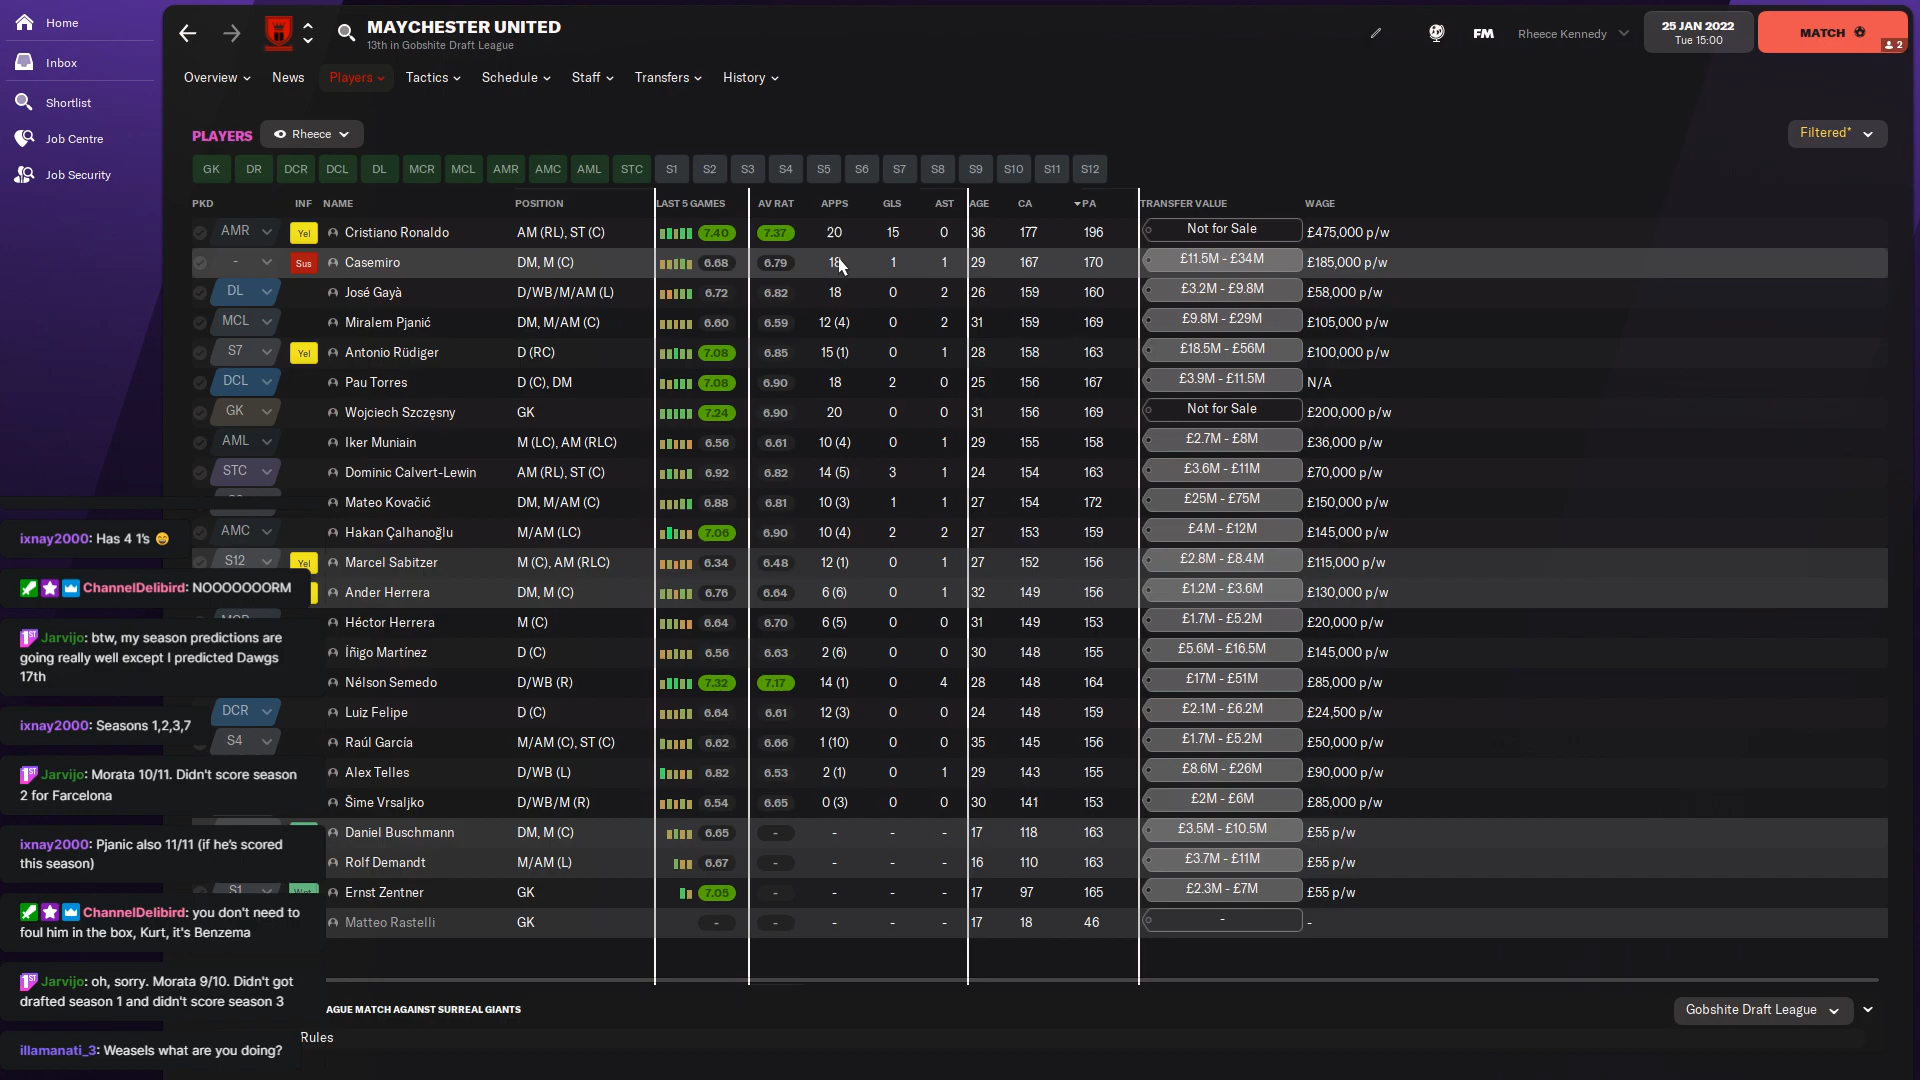 Home
Inbox
Shortlist
Job Centre
Job Security
MAYCHESTER UNITED
13th in Gobshite Draft League
FM
Rheece Kennedy
25 JAN 2022
Tue 15:00
MATCH
2
Overview News Players Tactics Schedule Staff Transfers History
PLAYERS Rheece Filtered*
GK DR DCR DCL DL MCR MCL AMR AMC AML STC S1 S2 S3 S4 S5 S6 S7 S8 S9 S10 S11 S12
PKD INF NAME POSITION LAST 5 GAMES AV RAT APPS GLS AST AGE CA PA TRANSFER VALUE WAGE
AMR Yel Cristiano Ronaldo AM (RL), ST (C) 7.40 7.37 20 15 0 36 177 196 Not for Sale £475,000 p/w
- Sus Casemiro DM, M (C) 6.68 6.79 18 1 1 29 167 170 £11.5M - £34M £185,000 p/w
DL José Gayà D/WB/M/AM (L) 6.72 6.82 18 0 2 26 159 160 £3.2M - £9.8M £58,000 p/w
MCL Miralem Pjanić DM, M/AM (C) 6.60 6.59 12 (4) 0 2 31 159 169 £9.8M - £29M £105,000 p/w
S7 Yel Antonio Rüdiger D (RC) 7.08 6.85 15 (1) 0 1 28 158 163 £18.5M - £56M £100,000 p/w
DCL Pau Torres D (C), DM 7.08 6.90 18 2 0 25 156 167 £3.9M - £11.5M N/A
GK Wojciech Szczęsny GK 7.24 6.90 20 0 0 31 156 169 Not for Sale £200,000 p/w
AML Iker Muniain M (LC), AM (RLC) 6.56 6.61 10 (4) 0 1 29 155 158 £2.7M - £8M £36,000 p/w
STC Dominic Calvert-Lewin AM (RL), ST (C) 6.92 6.82 14 (5) 3 1 24 154 163 £3.6M - £11M £70,000 p/w
Mateo Kovačić DM, M/AM (C) 6.88 6.81 10 (3) 1 1 27 154 172 £25M - £75M £150,000 p/w
AMC Hakan Çalhanoğlu M/AM (LC) 7.06 6.90 10 (4) 2 2 27 153 159 £4M - £12M £145,000 p/w
S12 Yel Marcel Sabitzer M (C), AM (RLC) 6.34 6.48 12 (1) 0 1 27 152 156 £2.8M - £8.4M £115,000 p/w
Ander Herrera DM, M (C) 6.76 6.64 6 (6) 0 1 32 149 156 £1.2M - £3.6M £130,000 p/w
MCR Héctor Herrera M (C) 6.64 6.70 6 (5) 0 0 31 149 153 £1.7M - £5.2M £20,000 p/w
Íñigo Martínez D (C) 6.56 6.63 2 (6) 0 0 30 148 155 £5.6M - £16.5M £145,000 p/w
Nélson Semedo D/WB (R) 7.32 7.17 14 (1) 0 4 28 148 164 £17M - £51M £85,000 p/w
DCR Luiz Felipe D (C) 6.64 6.61 12 (3) 0 0 24 148 159 £2.1M - £6.2M £24,500 p/w
S4 Raúl García M/AM (C), ST (C) 6.62 6.66 1 (10) 0 0 35 145 156 £1.7M - £5.2M £50,000 p/w
Alex Telles D/WB (L) 6.82 6.53 2 (1) 0 1 29 143 155 £8.6M - £26M £90,000 p/w
Šime Vrsaljko D/WB/M (R) 6.54 6.65 0 (3) 0 0 30 141 153 £2M - £6M £85,000 p/w
Daniel Buschmann DM, M (C) 6.65 - - - - 17 118 163 £3.5M - £10.5M £55 p/w
Rolf Demandt M/AM (L) 6.67 - - - - 16 110 163 £3.7M - £11M £55 p/w
S1 Wnt Ernst Zentner GK 7.05 - - - - 17 97 165 £2.3M - £7M £55 p/w
Matteo Rastelli GK - - - - - 17 18 46 - -
ixnay2000: Has 4 1's
ChannelDelibird: NOOOOOOORM
Jarvijo: btw, my season predictions are
going really well except I predicted Dawgs
17th
ixnay2000: Seasons 1,2,3,7
Jarvijo: Morata 10/11. Didn't score season
2 for Farcelona
ixnay2000: Pjanic also 11/11 (if he's scored
this season)
ChannelDelibird: you don't need to
foul him in the box, Kurt, it's Benzema
Jarvijo: oh, sorry. Morata 9/10. Didn't got
drafted season 1 and didn't score season 3
illamanati_3: Weasels what are you doing?
AGUE MATCH AGAINST SURREAL GIANTS
Gobshite Draft League
Rules